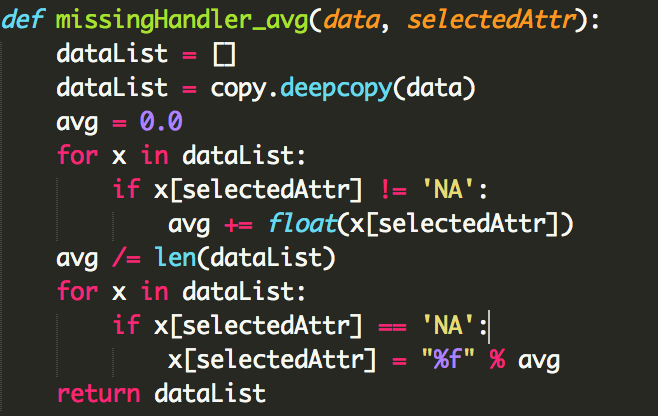 def missingHandler_avg(data, selectedAttr):
    dataList = []
    dataList = copy.deepcopy(data)
    avg = 0.0
    for x in dataList:
        if x[selectedAttr] != 'NA':
            avg += float(x[selectedAttr])
    avg /= len(dataList)
    for x in dataList:
        if x[selectedAttr] == 'NA':
            x[selectedAttr] = "%f" % avg
    return dataList